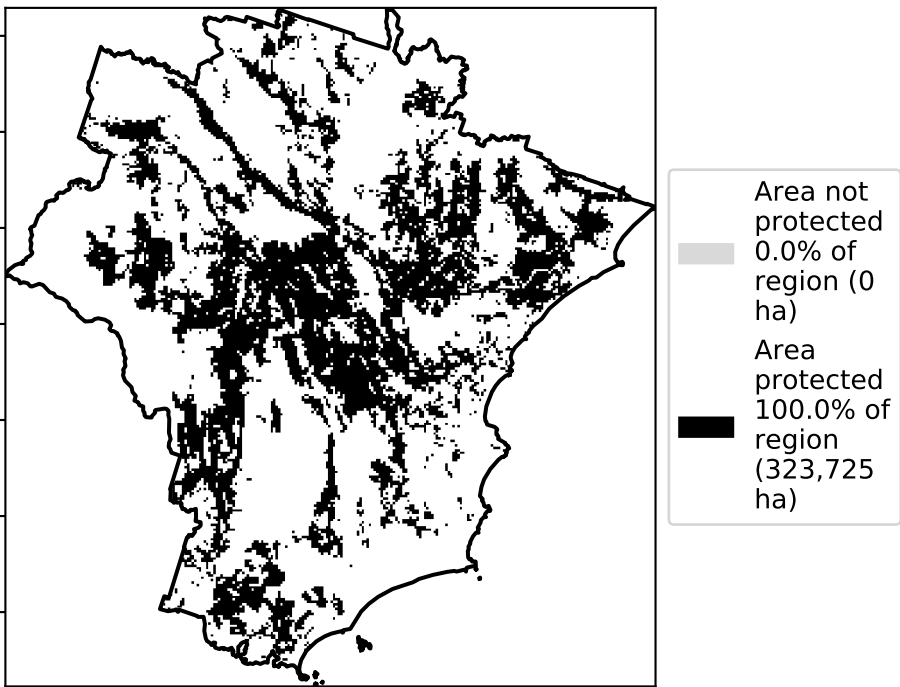 Area not
protected
0.0% of
region (0
ha)
Area
protected
100.0% of
region
(323,725
ha)